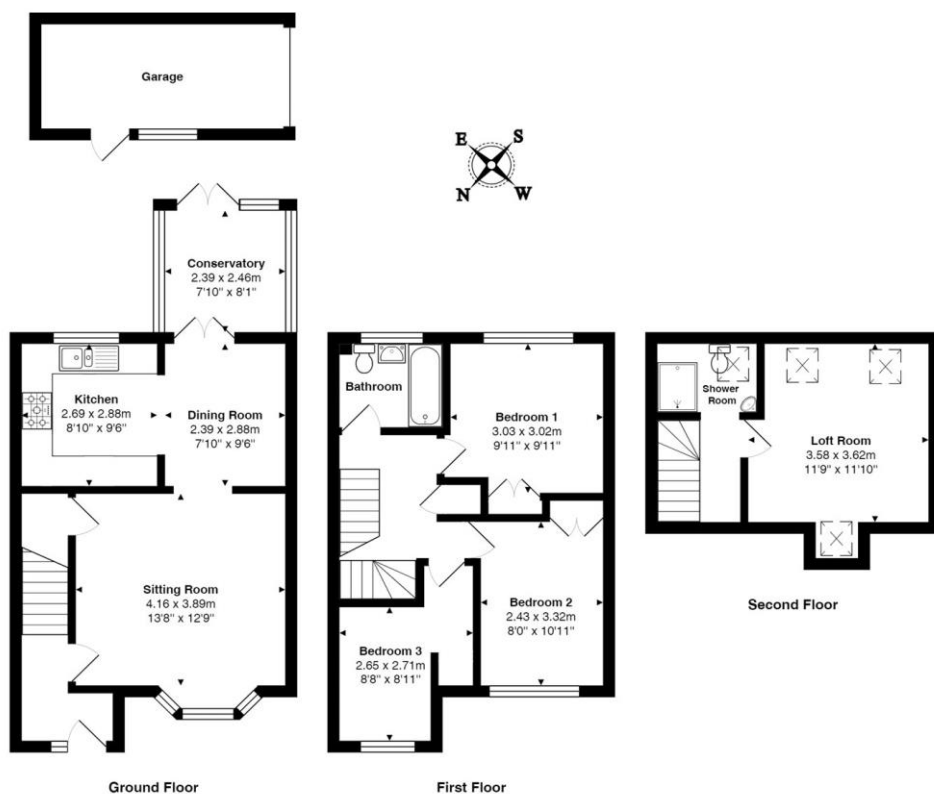 Garage
E S
N W
Conservatory
2.39 x 2.46m
7'10" x 8'1"
Kitchen
2.69 x 2.88m
8'10" x 9'6"
Dining Room
2.39 x 2.88m
7'10" x 9'6"
Sitting Room
4.16 x 3.89m
13'8" x 12'9"
Ground Floor
Bathroom
Bedroom 1
3.03 x 3.02m
9'11" x 9'11"
Bedroom 2
2.43 x 3.32m
8'0" x 10'11"
Bedroom 3
2.65 x 2.71m
8'8" x 8'11"
First Floor
Shower
Room
Loft Room
3.58 x 3.62m
11'9" x 11'10"
Second Floor